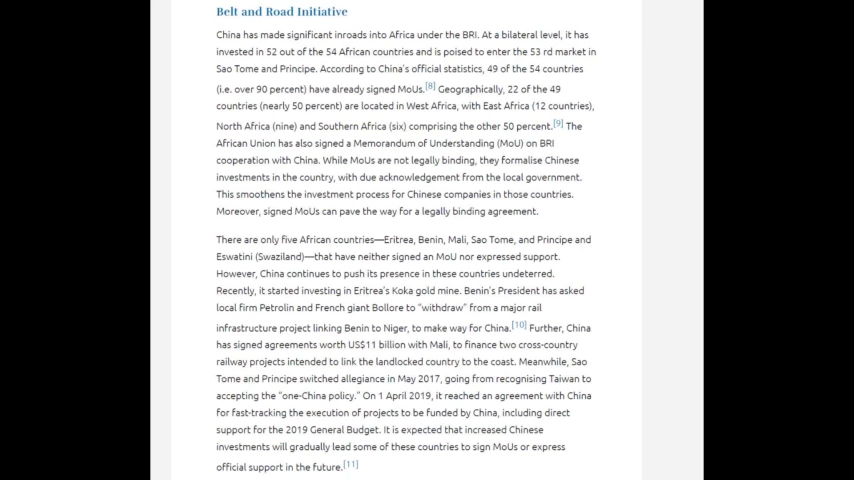 Belt and Road Initiative
China has made significant inroads into Africa under the BRI. At a bilateral level, it has
invested in 52 out of the 54 African countries and is poised to enter the 53 rd market in
Sao Tome and Principe. According to China's official statistics, 49 of the 54 countries
(i.e. over 90 percent) have already signed MoUs.[8] Geographically, 22 of the 49
countries (nearly 50 percent) are located in West Africa, with East Africa (12 countries),
North Africa (nine) and Southern Africa (six) comprising the other 50 percent.[9] The
African Union has also signed a Memorandum of Understanding (MoU) on BRI
cooperation with China. While MoUs are not legally binding, they formalise Chinese
investments in the country, with due acknowledgement from the local government.
This smoothens the investment process for Chinese companies in those countries.
Moreover, signed MoUs can pave the way for a legally binding agreement.
There are only five African countries—Eritrea, Benin, Mali, Sao Tome, and Principe and
Eswatini (Swaziland)—that have neither signed an MoU nor expressed support.
However, China continues to push its presence in these countries undeterred.
Recently, it started investing in Eritrea's Koka gold mine. Benin's President has asked
local firm Petrolin and French giant Bollore to "withdraw" from a major rail
infrastructure project linking Benin to Niger, to make way for China.[10] Further, China
has signed agreements worth US$11 billion with Mali, to finance two cross-country
railway projects intended to link the landlocked country to the coast. Meanwhile, Sao
Tome and Principe switched allegiance in May 2017, going from recognising Taiwan to
accepting the "one-China policy." On 1 April 2019, it reached an agreement with China
for fast-tracking the execution of projects to be funded by China, including direct
support for the 2019 General Budget. It is expected that increased Chinese
investments will gradually lead some of these countries to sign MoUs or express
official support in the future.[11]